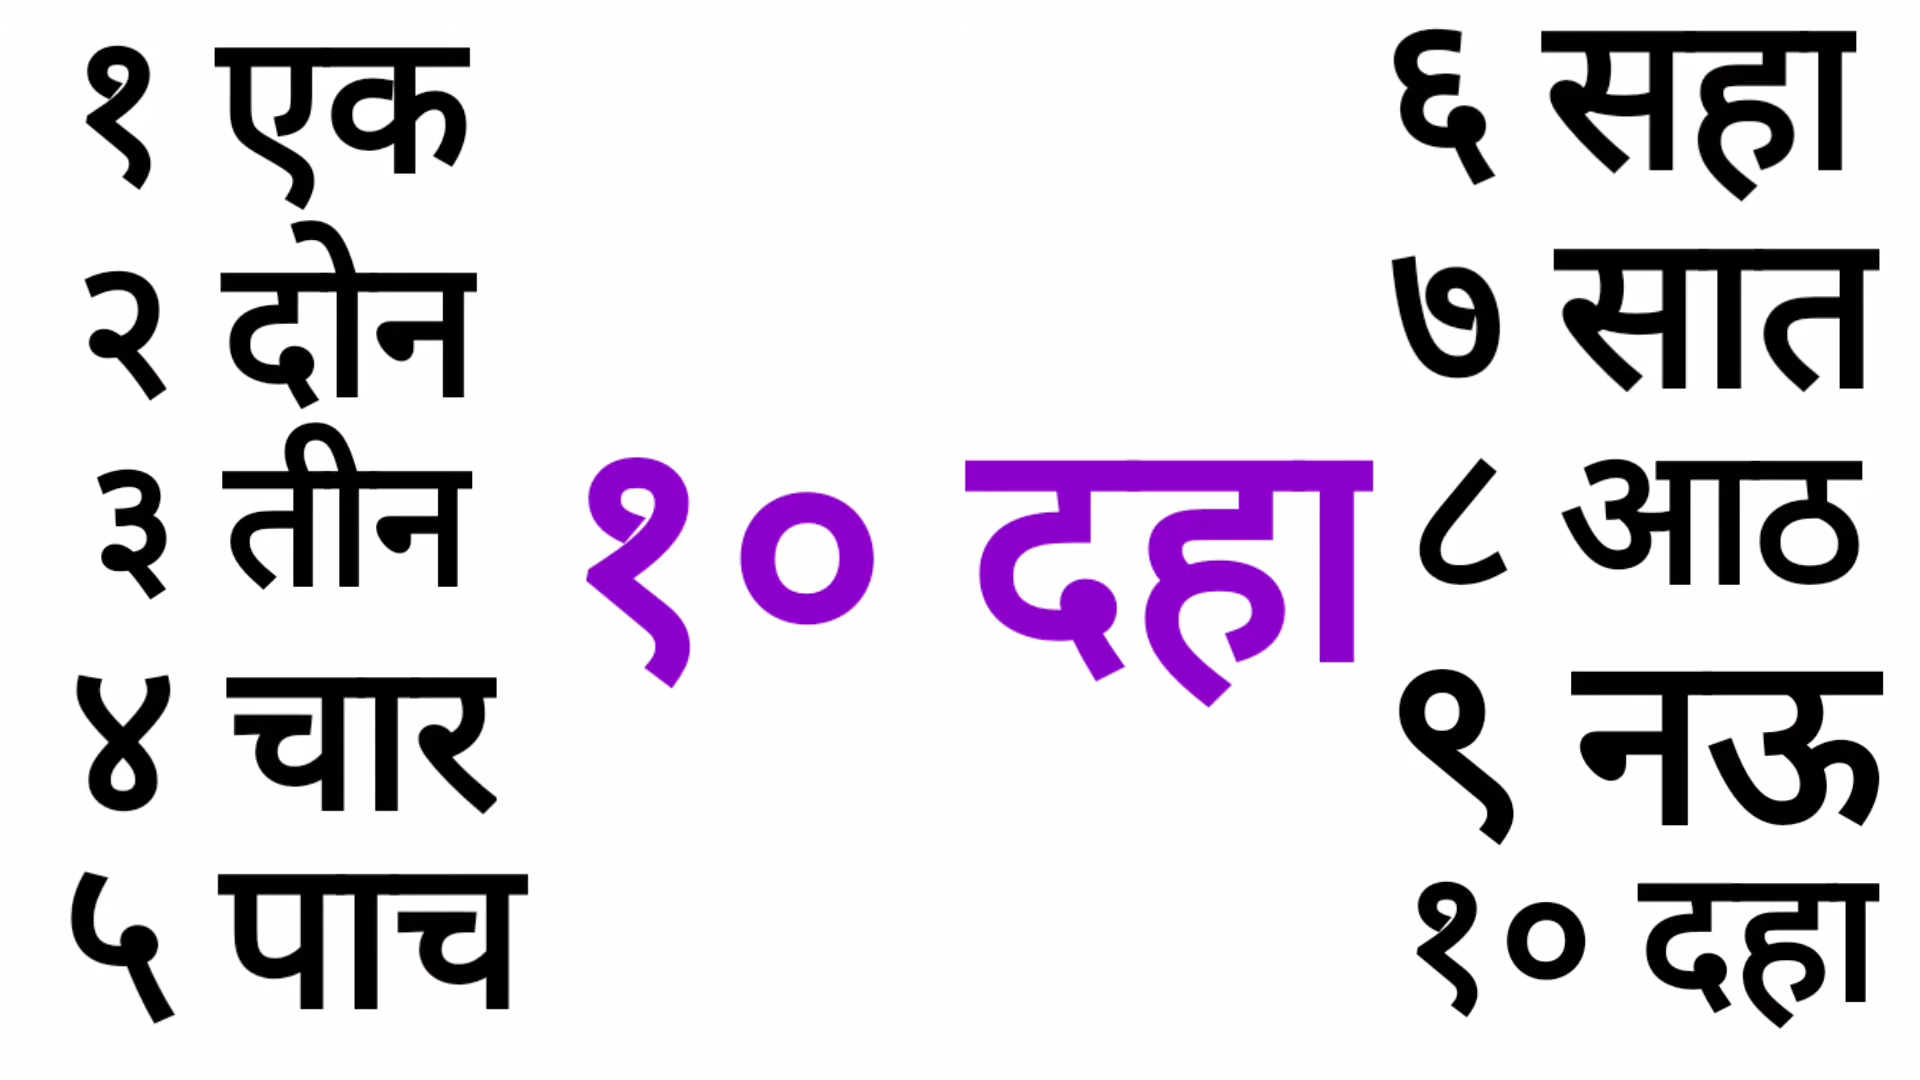 १ एक
२ दोन
३ तीन
४ चार
५ पाच
१० दहा
६ सहा
७ सात
८ आठ
९ नऊ
१० दहा